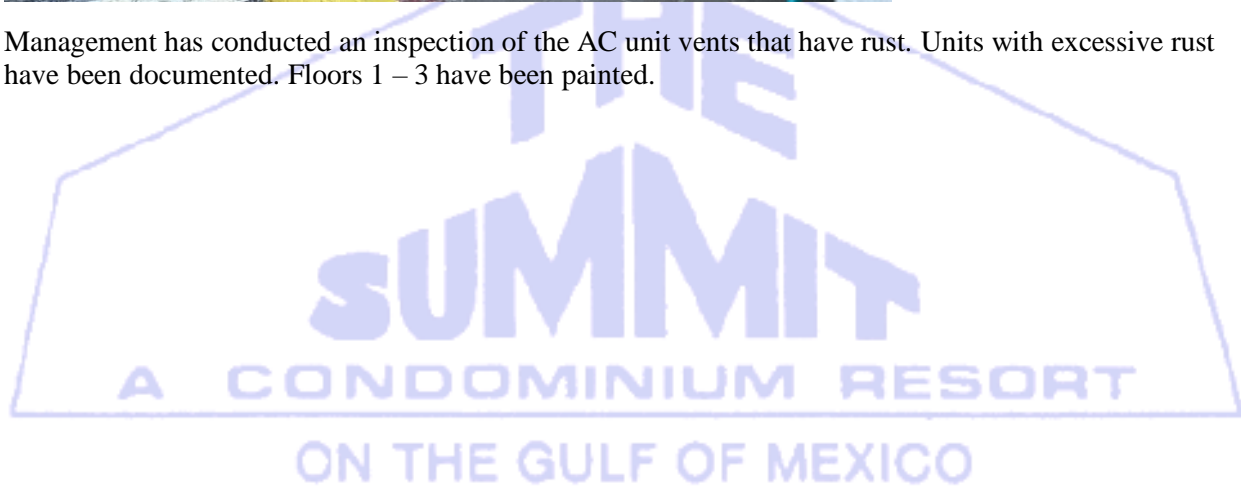 Management has conducted an inspection of the AC unit vents that have rust. Units with excessive rust
have been documented. Floors 1 – 3 have been painted.
THE
SUMMIT
A CONDOMINIUM RESORT
ON THE GULF OF MEXICO